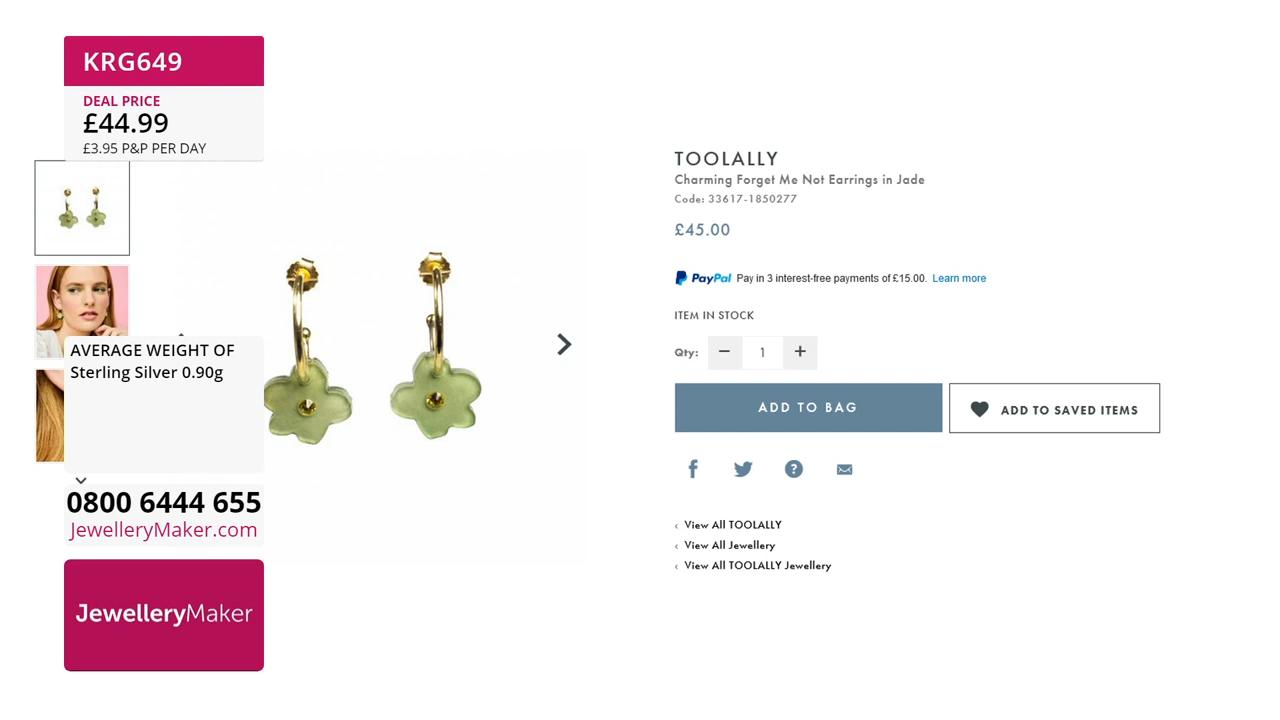 KRG649
DEAL PRICE
£44.99
£3.95 P&P PER DAY
AVERAGE WEIGHT OF
Sterling Silver 0.90g
0800 6444 655
JewelleryMaker.com
JewelleryMaker
TOOLALLY
Charming Forget Me Not Earrings in Jade
Code: 33617-1850277
£45.00
PayPal Pay in 3 interest-free payments of £15.00. Learn more
ITEM IN STOCK
Qty: − 1 +
ADD TO BAG
ADD TO SAVED ITEMS
‹ View All TOOLALLY
‹ View All Jewellery
‹ View All TOOLALLY Jewellery